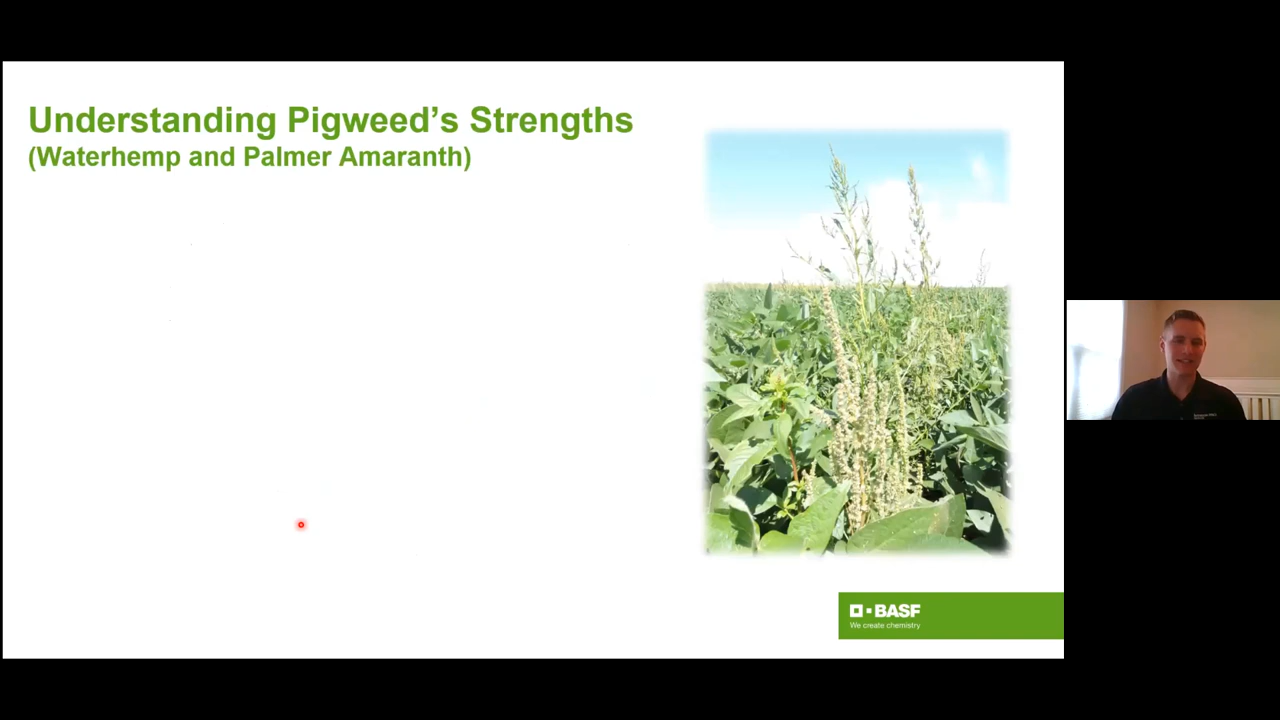 Understanding Pigweed’s Strengths
(Waterhemp and Palmer Amaranth)
BASF
We create chemistry